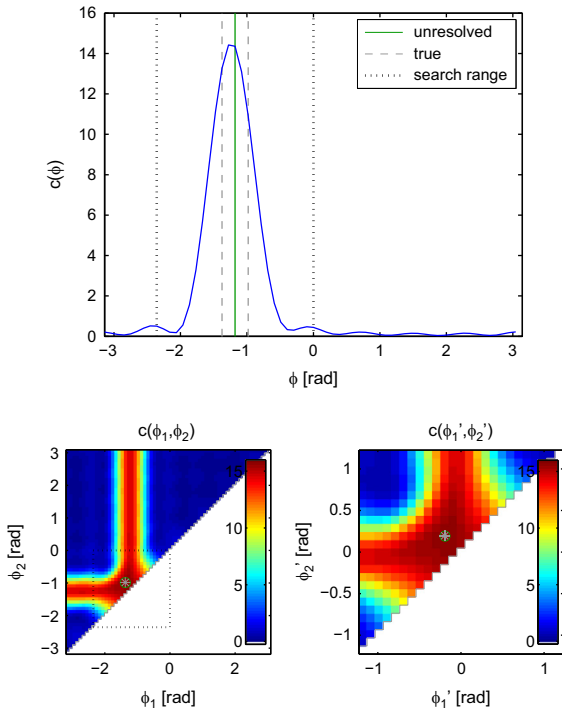 16
14
12
10
8
6
4
2
0
c(ϕ)
unresolved
true
search range
-3 -2 -1 0 1 2 3
ϕ [rad]
c(ϕ₁,ϕ₂)
3
2
1
0
−1
−2
−3
ϕ₂ [rad]
15
10
5
0
−2 0 2
ϕ₁ [rad]
c(ϕ₁’,ϕ₂’)
1
0.5
0
−0.5
−1
ϕ₂’ [rad]
15
10
5
0
−1 0 1
ϕ₁’ [rad]